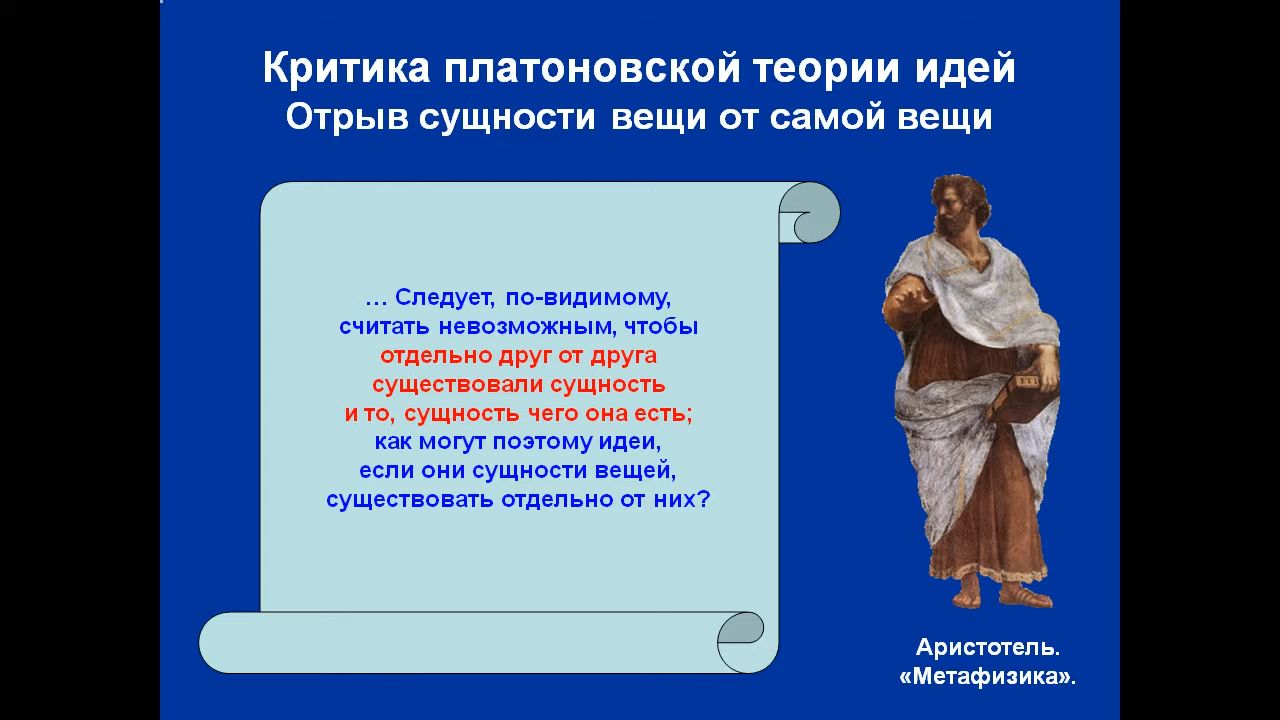 Критика платоновской теории идей
Отрыв сущности вещи от самой вещи
… Следует, по-видимому,
считать невозможным, чтобы
отдельно друг от друга
существовали сущность
и то, сущность чего она есть;
как могут поэтому идеи,
если они сущности вещей,
существовать отдельно от них?
Аристотель.
«Метафизика».